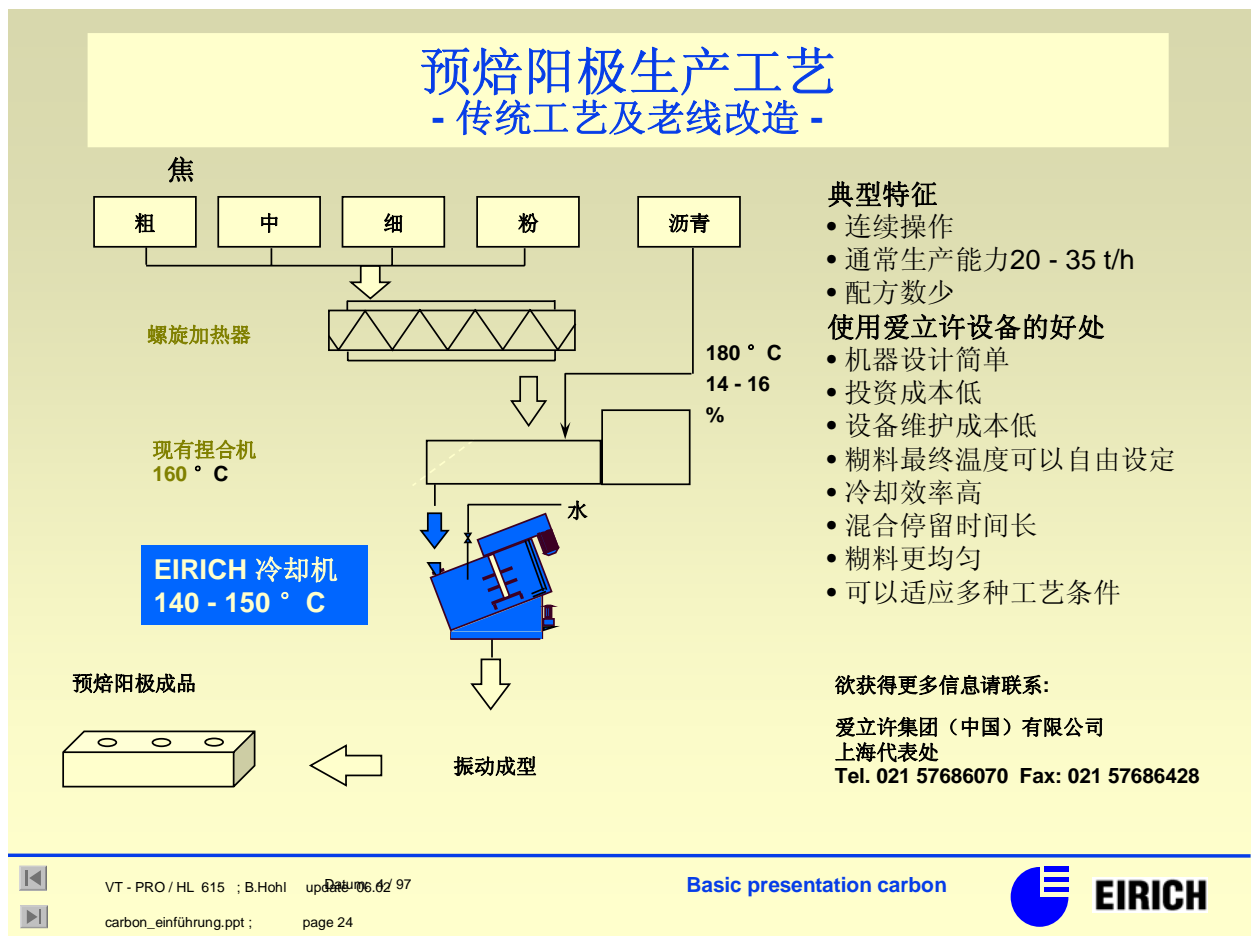 预焙阳极生产工艺
- 传统工艺及老线改造 -
焦
粗
中
细
粉
沥青
螺旋加热器
180 °C
14 - 16
%
现有捏合机
160 °C
水
EIRICH 冷却机
140 - 150 °C
预焙阳极成品
振动成型
典型特征
• 连续操作
• 通常生产能力20 - 35 t/h
• 配方数少
使用爱立许设备的好处
• 机器设计简单
• 投资成本低
• 设备维护成本低
• 糊料最终温度可以自由设定
• 冷却效率高
• 混合停留时间长
• 糊料更均匀
• 可以适应多种工艺条件
欲获得更多信息请联系:
爱立许集团（中国）有限公司
上海代表处
Tel. 021 57686070 Fax: 021 57686428
VT - PRO / HL 615 ; B.Hohl update 06.02 Datum 4 / 97
carbon_einführung.ppt ; page 24
Basic presentation carbon
EIRICH